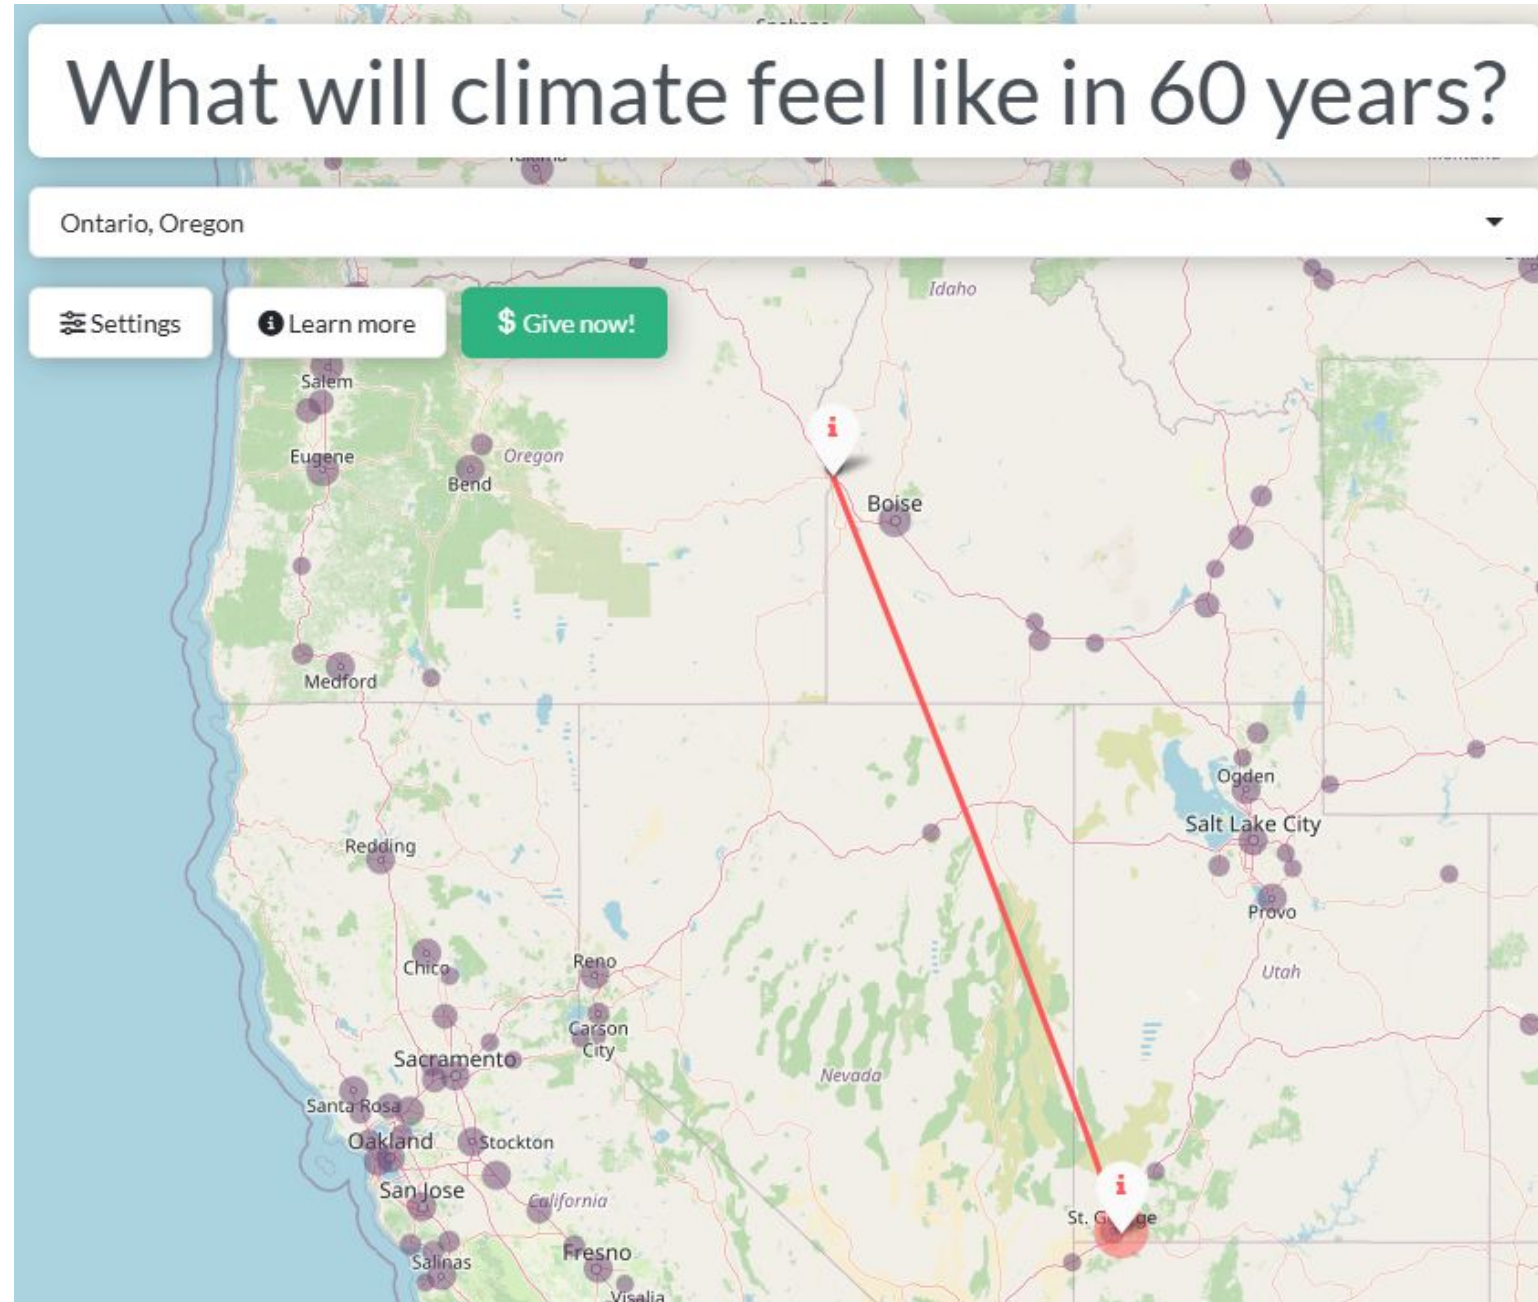 What will climate feel like in 60 years?
Ontario, Oregon
Settings
Learn more
$ Give now!
Idaho
Salem
Eugene
Oregon
Bend
Boise
Medford
Ogden
Salt Lake City
Redding
Provo
Chico
Reno
Utah
Carson
City
Sacramento
Nevada
Santa Rosa
Oakland
Stockton
San Jose
California
St. G ge
Fresno
Salinas
Visalia